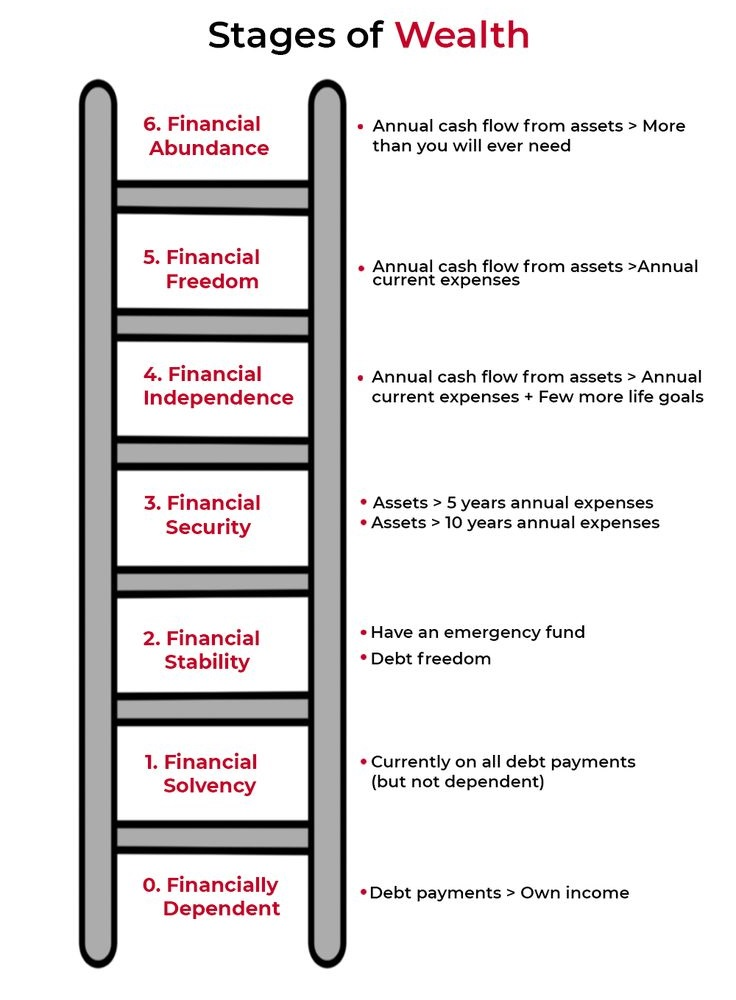 Stages of Wealth
6. Financial
Abundance
• Annual cash flow from assets > More
than you will ever need
5. Financial
Freedom
• Annual cash flow from assets >Annual
current expenses
4. Financial
Independence
• Annual cash flow from assets > Annual
current expenses + Few more life goals
3. Financial
Security
• Assets > 5 years annual expenses
• Assets > 10 years annual expenses
2. Financial
Stability
• Have an emergency fund
• Debt freedom
1. Financial
Solvency
• Currently on all debt payments
(but not dependent)
0. Financially
Dependent
• Debt payments > Own income